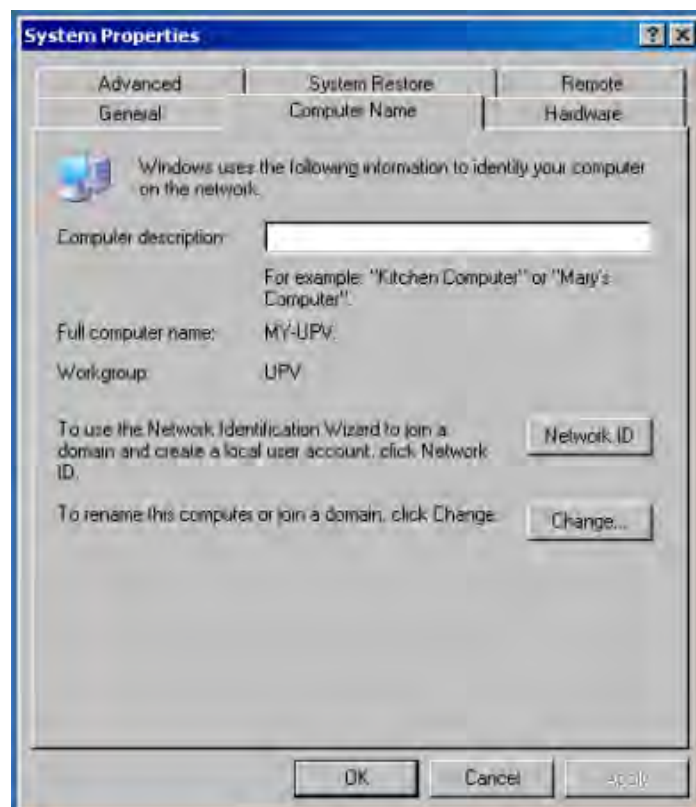 System Properties
Advanced System Restore Remote
General Computer Name Hardware
Windows uses the following information to identify your computer
on the network.
Computer description:
For example: "Kitchen Computer" or "Mary's
Computer".
Full computer name: MY-UPV.
Workgroup: UPV
To use the Network Identification Wizard to join a
domain and create a local user account, click Network
ID.
Network ID
To rename this computer or join a domain, click Change.
Change...
OK Cancel Apply